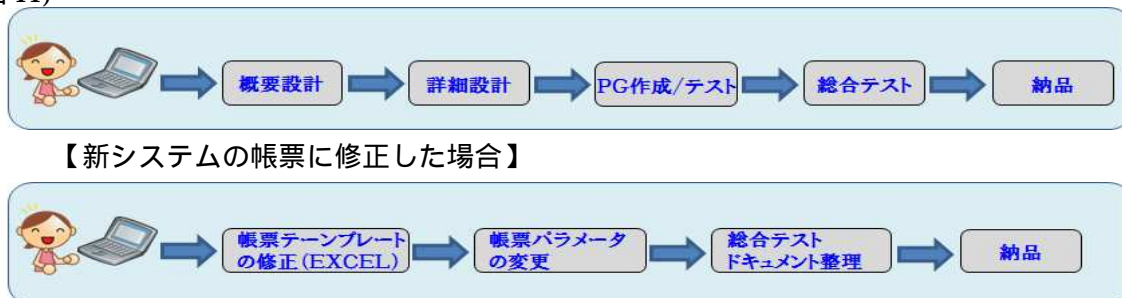 概要設計
詳細設計
PG作成/テスト
総合テスト
納品
【新システムの帳票に修正した場合】
帳票テーンプレート
の修正(EXCEL)
帳票パラメータ
の変更
総合テスト
ドキュメント整理
納品